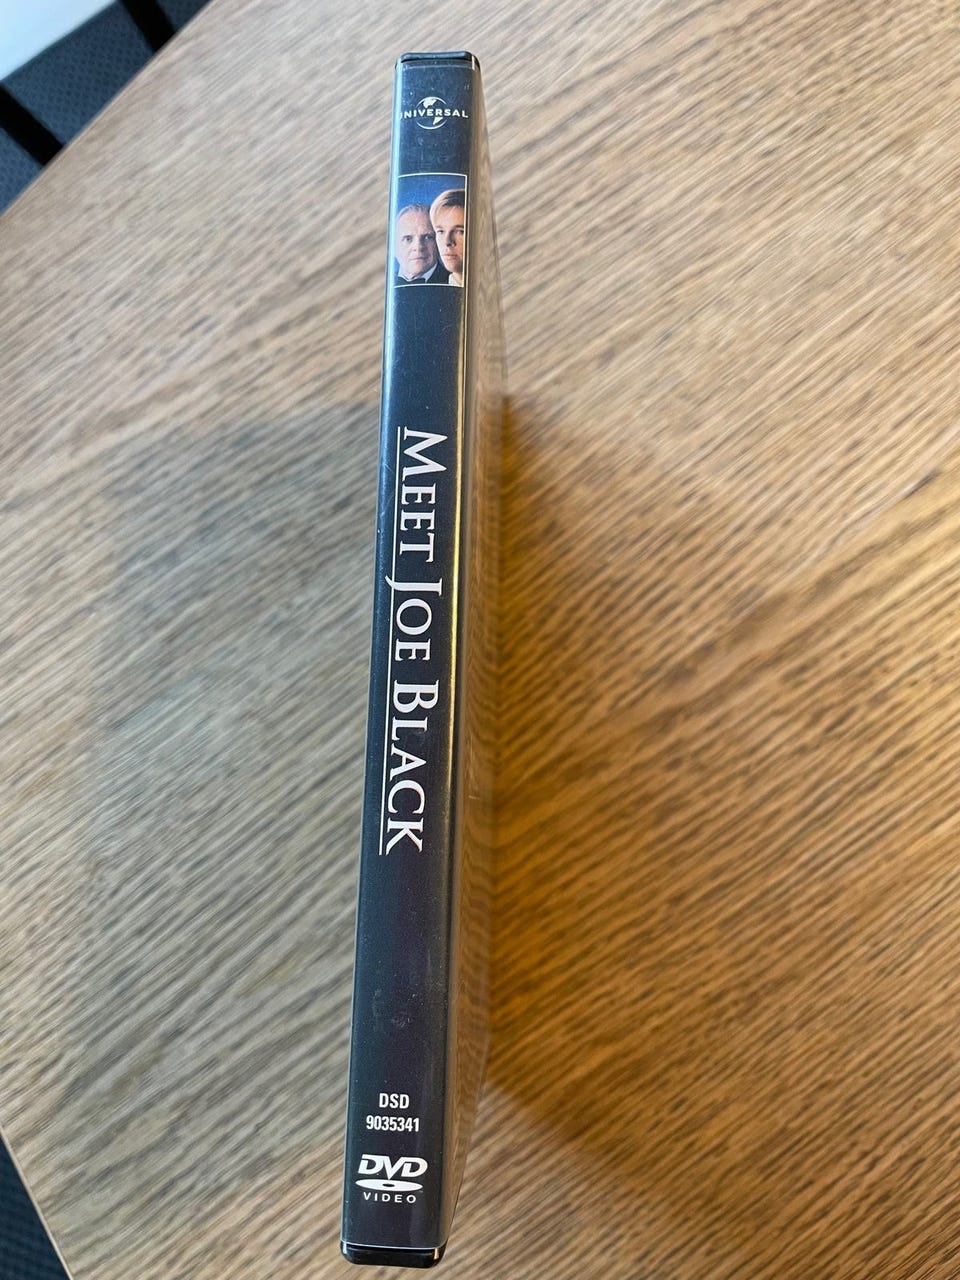 UNIVERSAL
MEET JOE BLACK
DSD
9035341
DVD
VIDEO